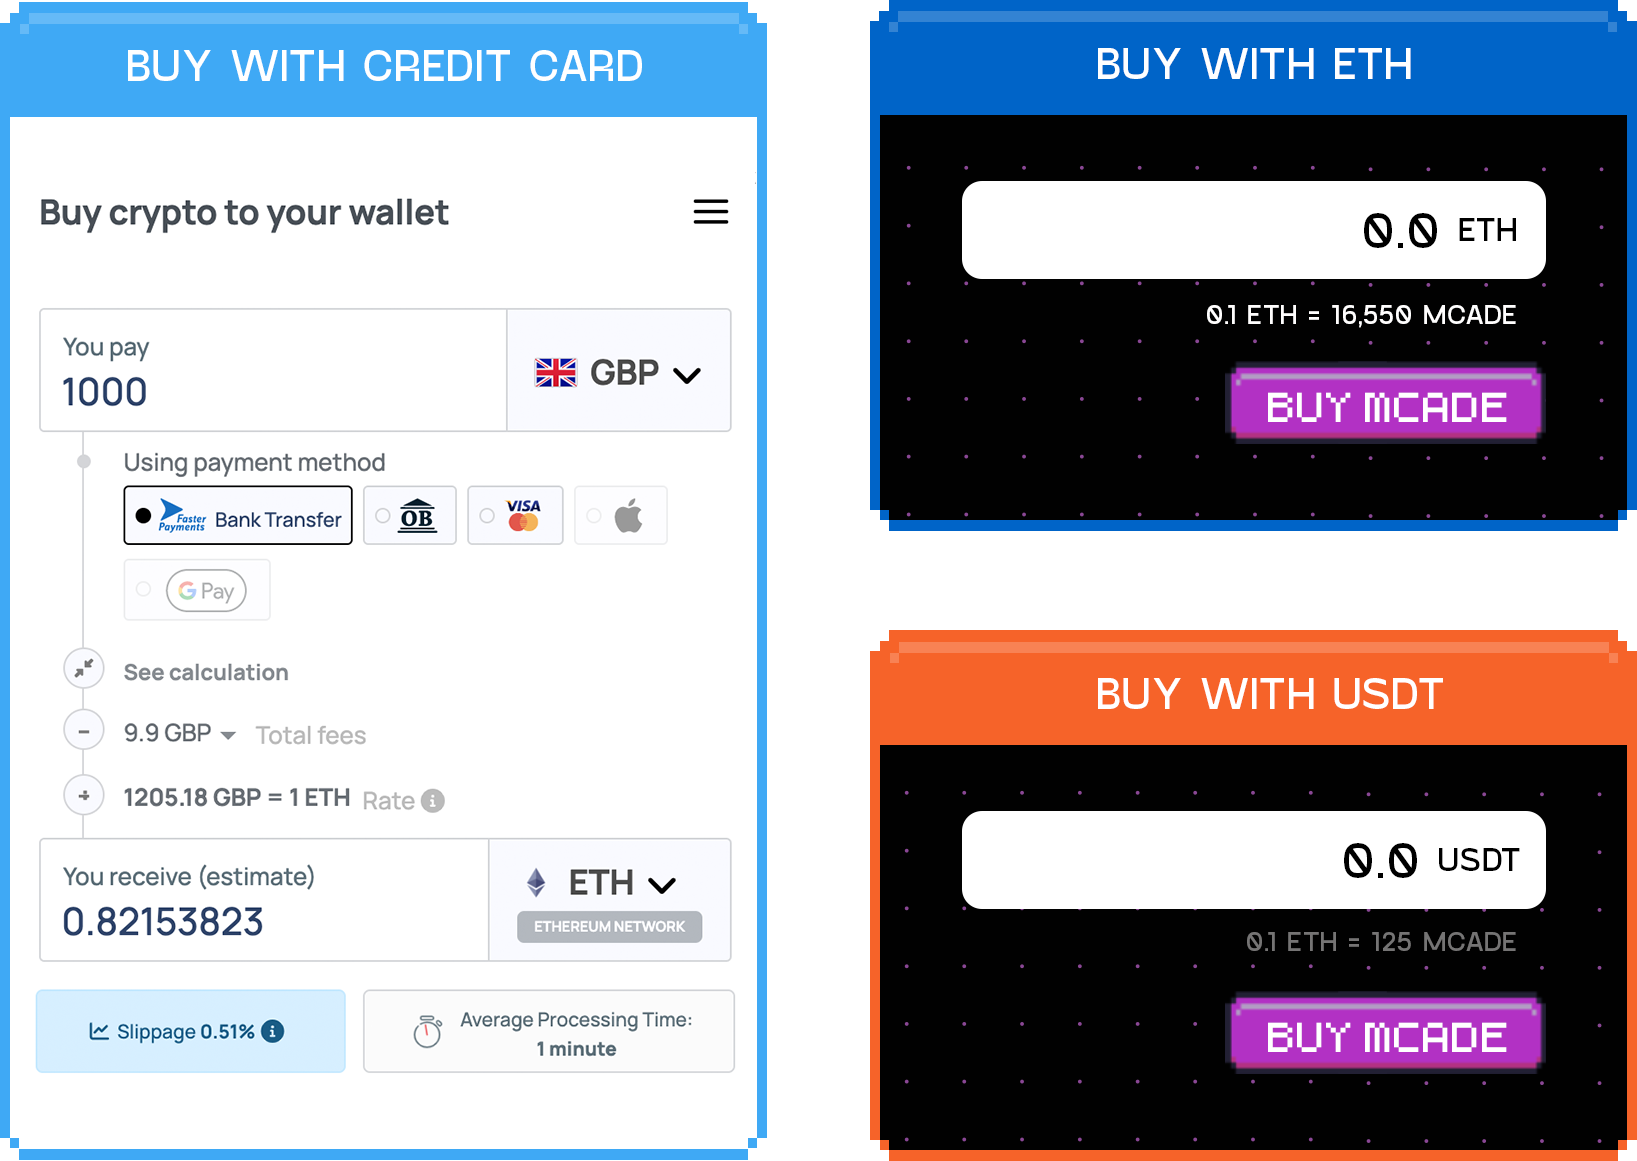 BUY WITH CREDIT CARD
Buy crypto to your wallet
You pay
1000
GBP
Using payment method
Faster Payments Bank Transfer
OB
VISA
G Pay
See calculation
9.9 GBP Total fees
1205.18 GBP = 1 ETH Rate i
You receive (estimate)
0.82153823
ETH
ETHEREUM NETWORK
Slippage 0.51% i
Average Processing Time:
1 minute
BUY WITH ETH
0.0 ETH
0.1 ETH = 16,550 MCADE
BUY MCADE
BUY WITH USDT
0.0 USDT
0.1 ETH = 125 MCADE
BUY MCADE